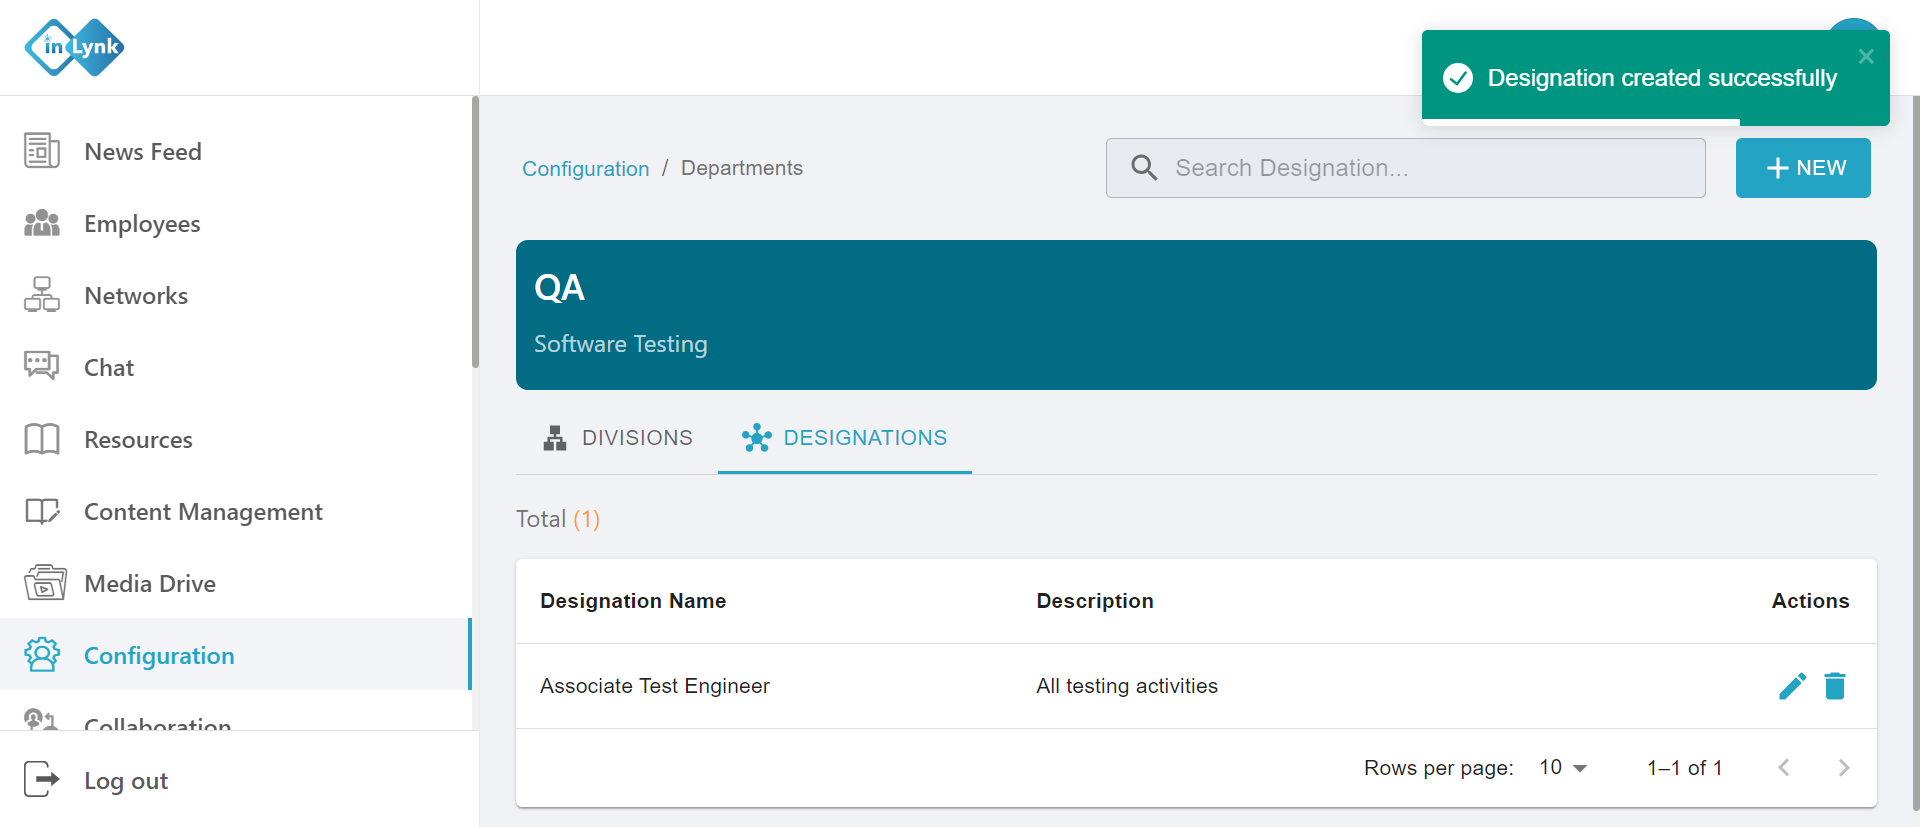 in Lynk
Designation created successfully
News Feed
Employees
Networks
Chat
Resources
Content Management
Media Drive
Configuration
Collaboration
Log out
Configuration / Departments
Search Designation...
NEW
QA
Software Testing
DIVISIONS
DESIGNATIONS
Total (1)
Designation Name Description Actions
Associate Test Engineer All testing activities
Rows per page: 10 1–1 of 1